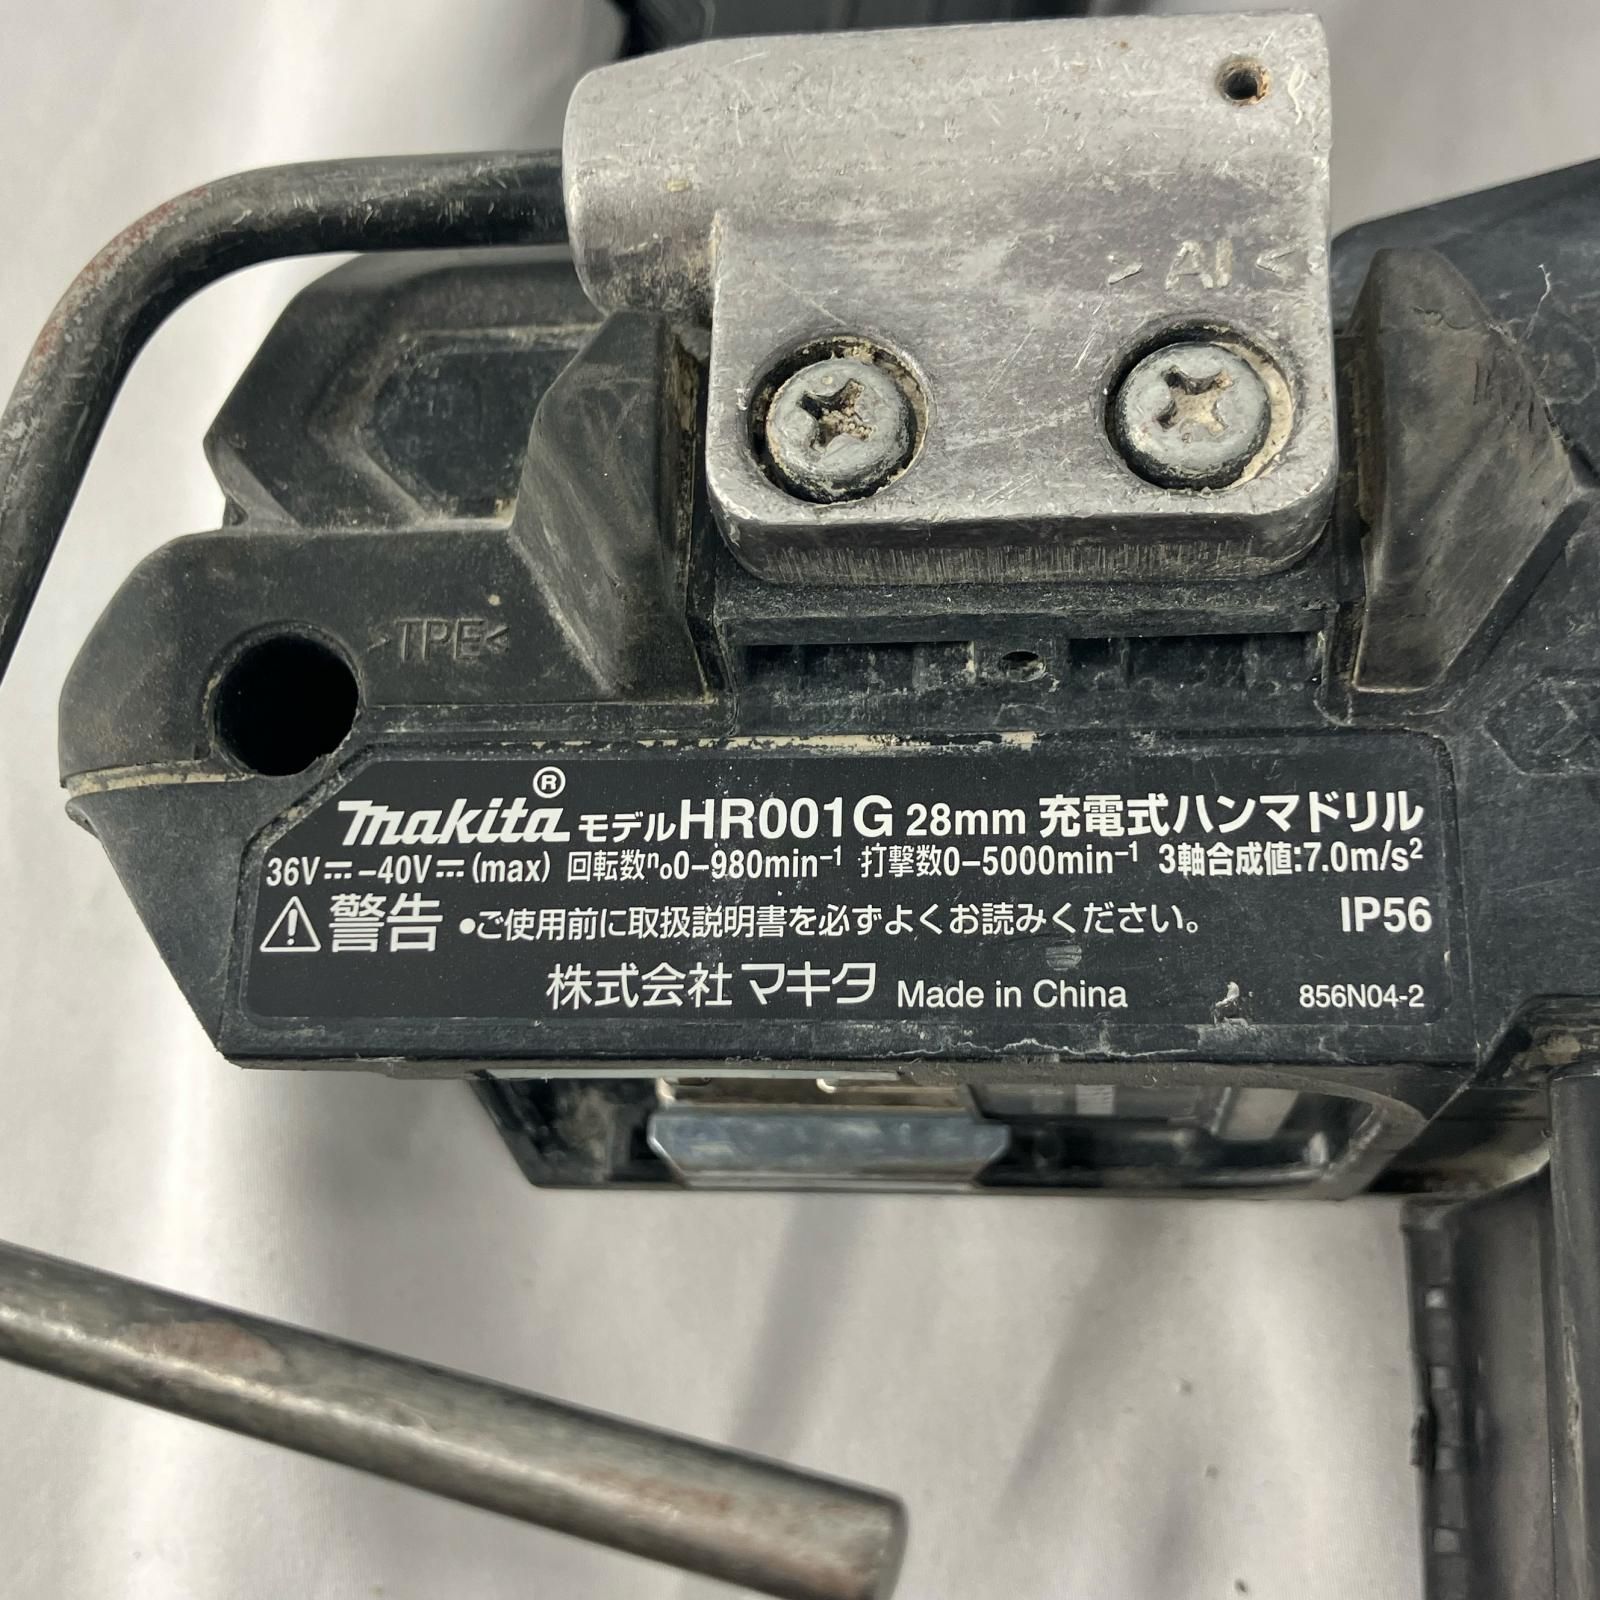 >Al<
>TPE<
makita® モデルHR001G 28mm 充電式ハンマドリル
36V⎓-40V⎓(max) 回転数n₀0-980min⁻¹ 打撃数0-5000min⁻¹ 3軸合成値:7.0m/s²
⚠警告 •ご使用前に取扱説明書を必ずよくお読みください。 IP56
株式会社マキタ Made in China 856N04-2